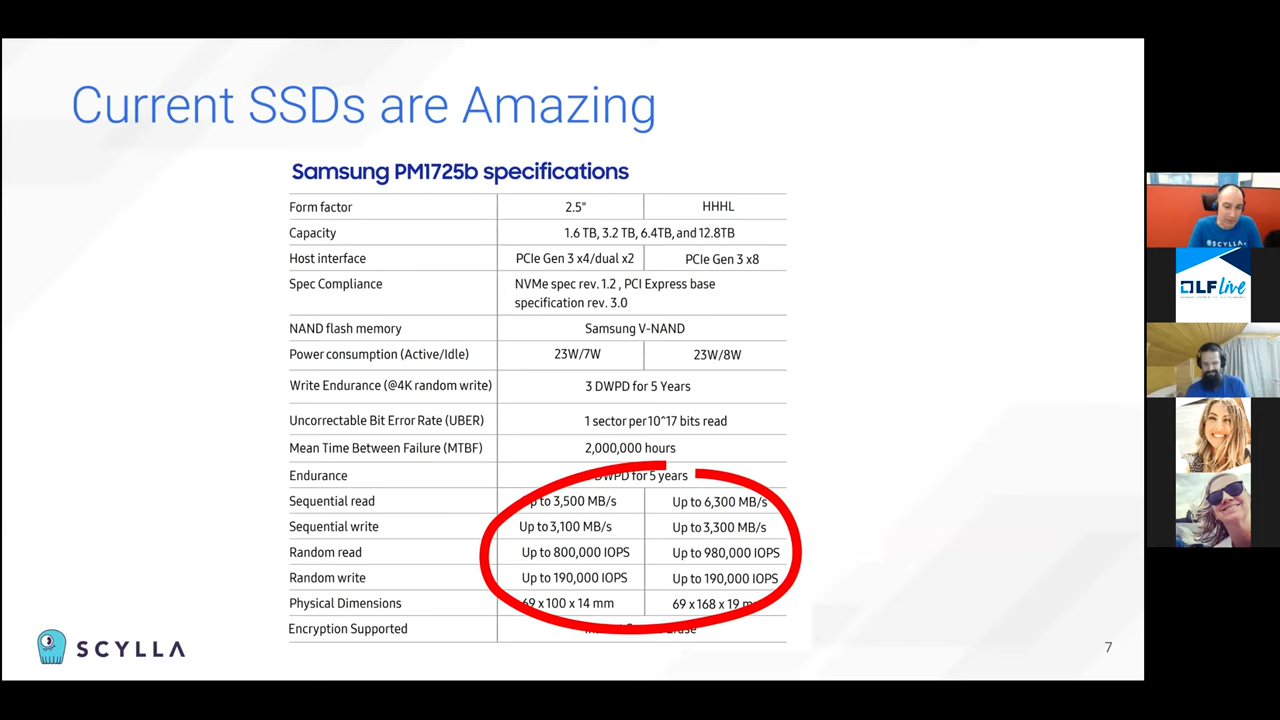 Current SSDs are Amazing
Samsung PM1725b specifications
Form factor 2.5" HHHL
Capacity 1.6 TB, 3.2 TB, 6.4TB, and 12.8TB
Host interface PCIe Gen 3 x4/dual x2 PCIe Gen 3 x8
Spec Compliance NVMe spec rev. 1.2 , PCI Express base
specification rev. 3.0
NAND flash memory Samsung V-NAND
Power consumption (Active/Idle) 23W/7W 23W/8W
Write Endurance (@4K random write) 3 DWPD for 5 Years
Uncorrectable Bit Error Rate (UBER) 1 sector per 10^17 bits read
Mean Time Between Failure (MTBF) 2,000,000 hours
Endurance DWPD for 5 years
Sequential read Up to 3,500 MB/s Up to 6,300 MB/s
Sequential write Up to 3,100 MB/s Up to 3,300 MB/s
Random read Up to 800,000 IOPS Up to 980,000 IOPS
Random write Up to 190,000 IOPS Up to 190,000 IOPS
Physical Dimensions 69 x 100 x 14 mm 69 x 168 x 19
Encryption Supported
SCYLLA
7
SCYLLA
LF Live